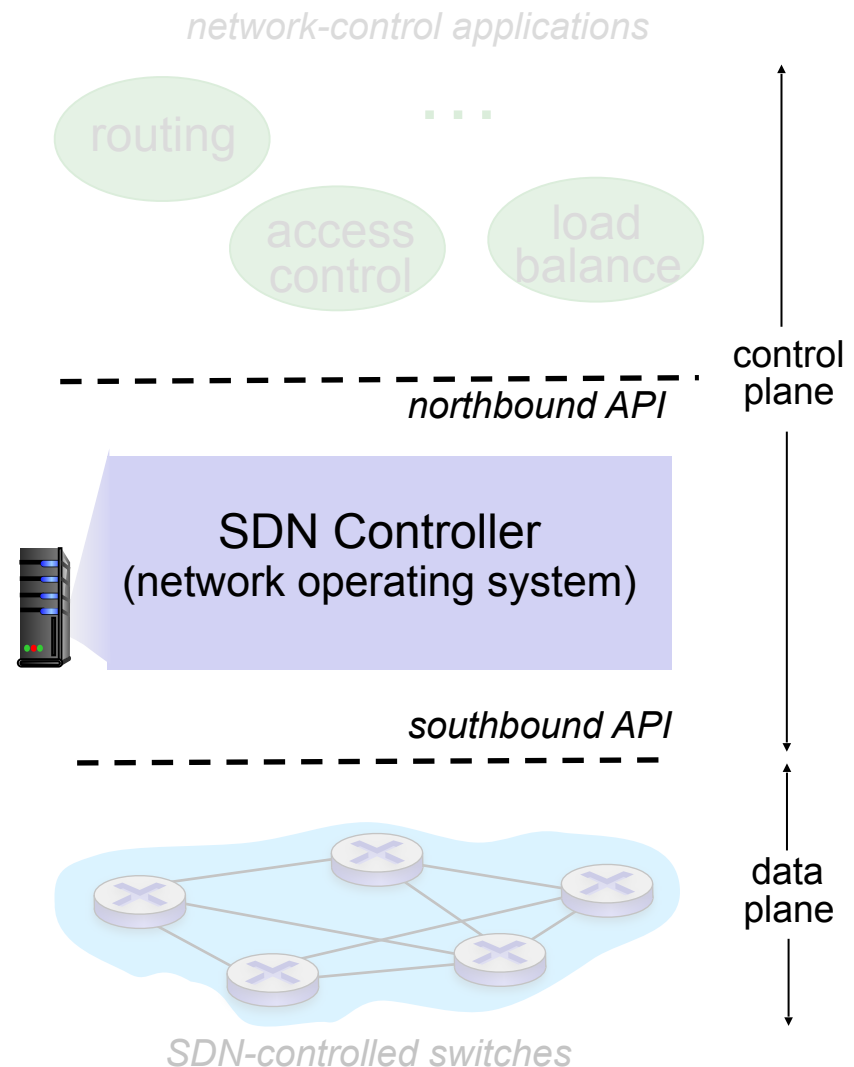 network-control applications
routing
...
access
control
load
balance
control
plane
northbound API
SDN Controller
(network operating system)
southbound API
data
plane
SDN-controlled switches